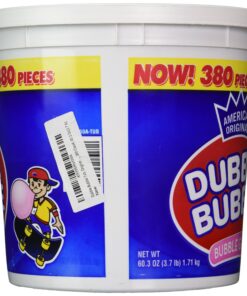 380 PIECES
NOW! 380 PIE
AMERICA
ORIGINA
DUBB
BUBB
BUBBLE
NET WT
60.3 OZ (3.7 lb) 1.71 kg